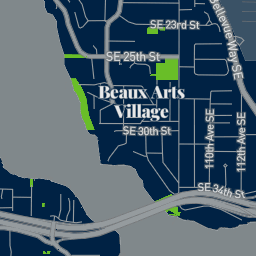 SE 23rd St
Bellevue Way SE
SE 25th St
Beaux Arts
Village
SE 30th St
110th Ave SE
112th Ave SE
SE 34th St